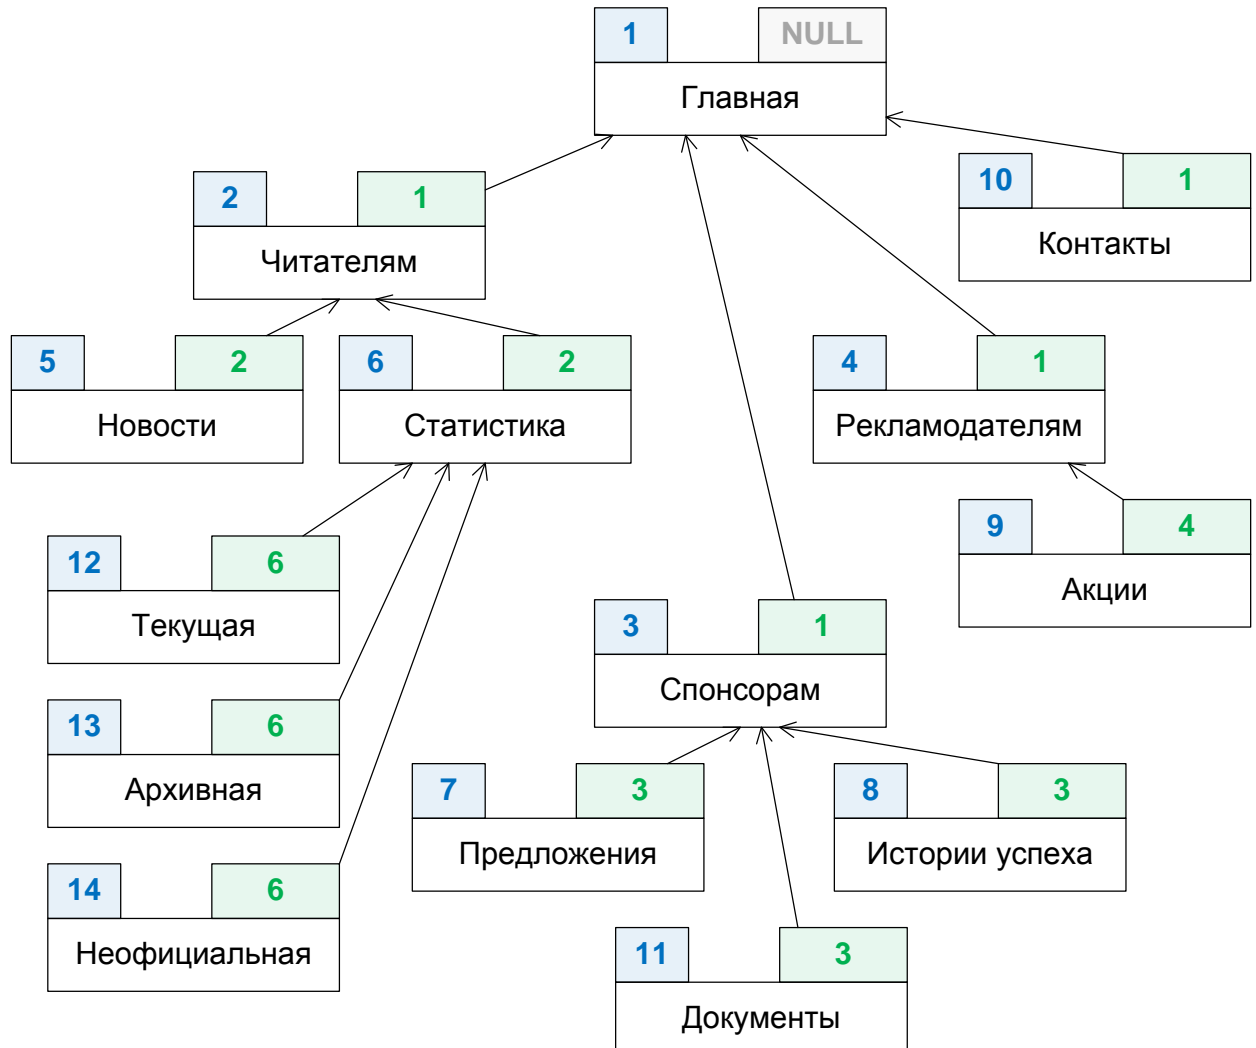 1 NULL
Главная
10 1
Контакты
2 1
Читателям
5 2
Новости
6 2
Статистика
4 1
Рекламодателям
9 4
Акции
12 6
Текущая
3 1
Спонсорам
13 6
Архивная
7 3
Предложения
8 3
Истории успеха
14 6
Неофициальная
11 3
Документы